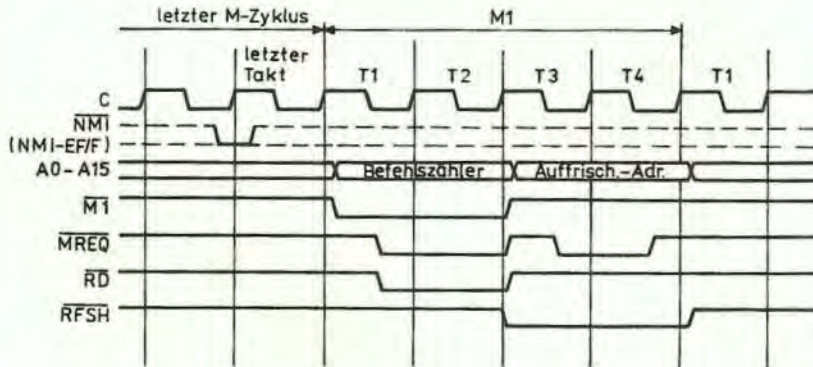 letzter M-Zyklus M1
letzter
Takt T1 T2 T3 T4 T1
C
NMI
(NMI-EF/F)
A0-A15 Befehlszähler Auffrisch.-Adr.
M1
MREQ
RD
RFSH